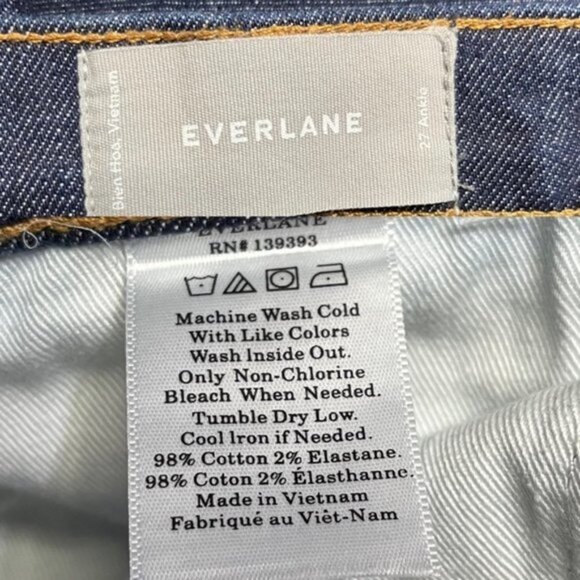 Bien Hoa, Vietnam
EVERLANE
27 Ankle
EVERLANE
RN# 139393
Machine Wash Cold
With Like Colors
Wash Inside Out.
Only Non-Chlorine
Bleach When Needed.
Tumble Dry Low.
Cool Iron if Needed.
98% Cotton 2% Elastane.
98% Cotton 2% Élasthanne.
Made in Vietnam
Fabriqué au Viêt-Nam